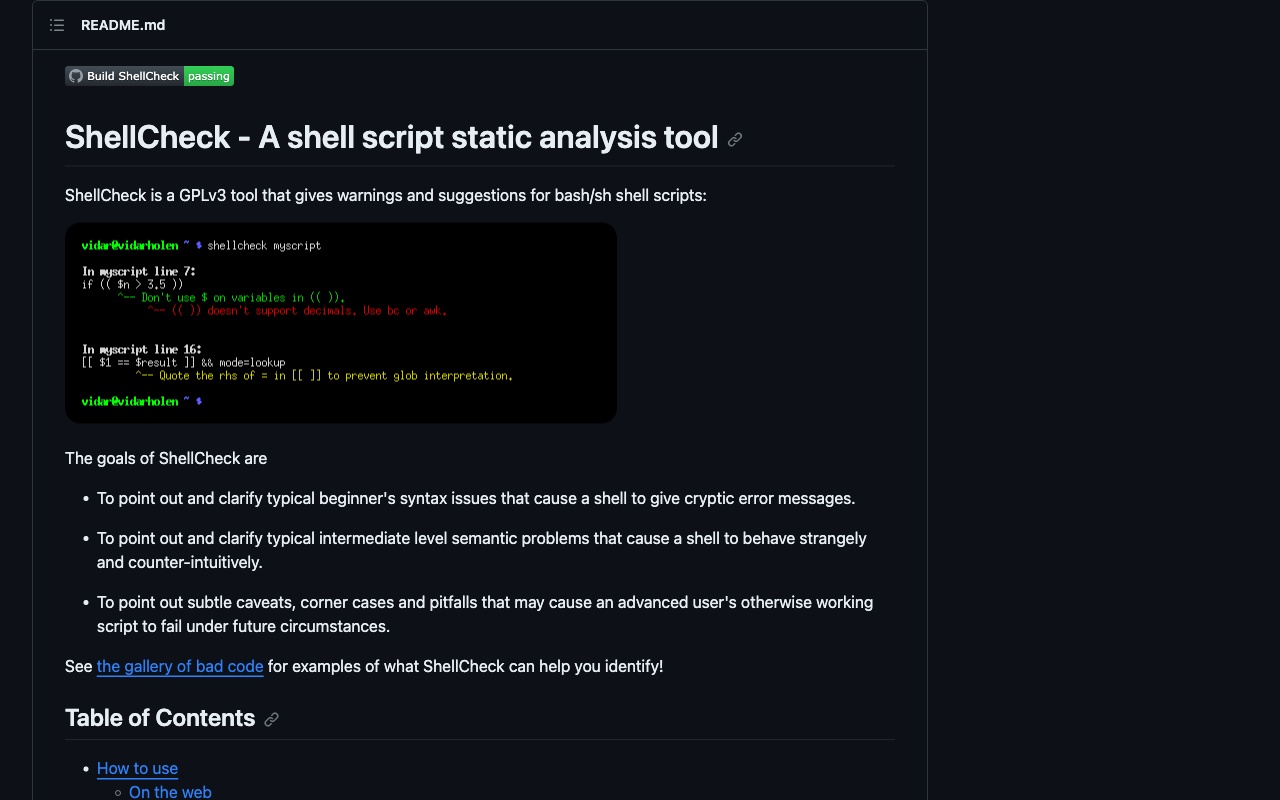 README.md
Build ShellCheck passing
ShellCheck - A shell script static analysis tool
ShellCheck is a GPLv3 tool that gives warnings and suggestions for bash/sh shell scripts:
vidar@vidarholen ~ $ shellcheck myscript
In myscript line 7:
if (( $n > 3.5 ))
^-- Don't use $ on variables in (( )).
^-- (( )) doesn't support decimals. Use bc or awk.
In myscript line 16:
[[ $1 == $result ]] && mode=lookup
^-- Quote the rhs of = in [[ ]] to prevent glob interpretation.
vidar@vidarholen ~ $
The goals of ShellCheck are
• To point out and clarify typical beginner's syntax issues that cause a shell to give cryptic error messages.
• To point out and clarify typical intermediate level semantic problems that cause a shell to behave strangely
and counter-intuitively.
• To point out subtle caveats, corner cases and pitfalls that may cause an advanced user's otherwise working
script to fail under future circumstances.
See the gallery of bad code for examples of what ShellCheck can help you identify!
Table of Contents
• How to use
◦ On the web